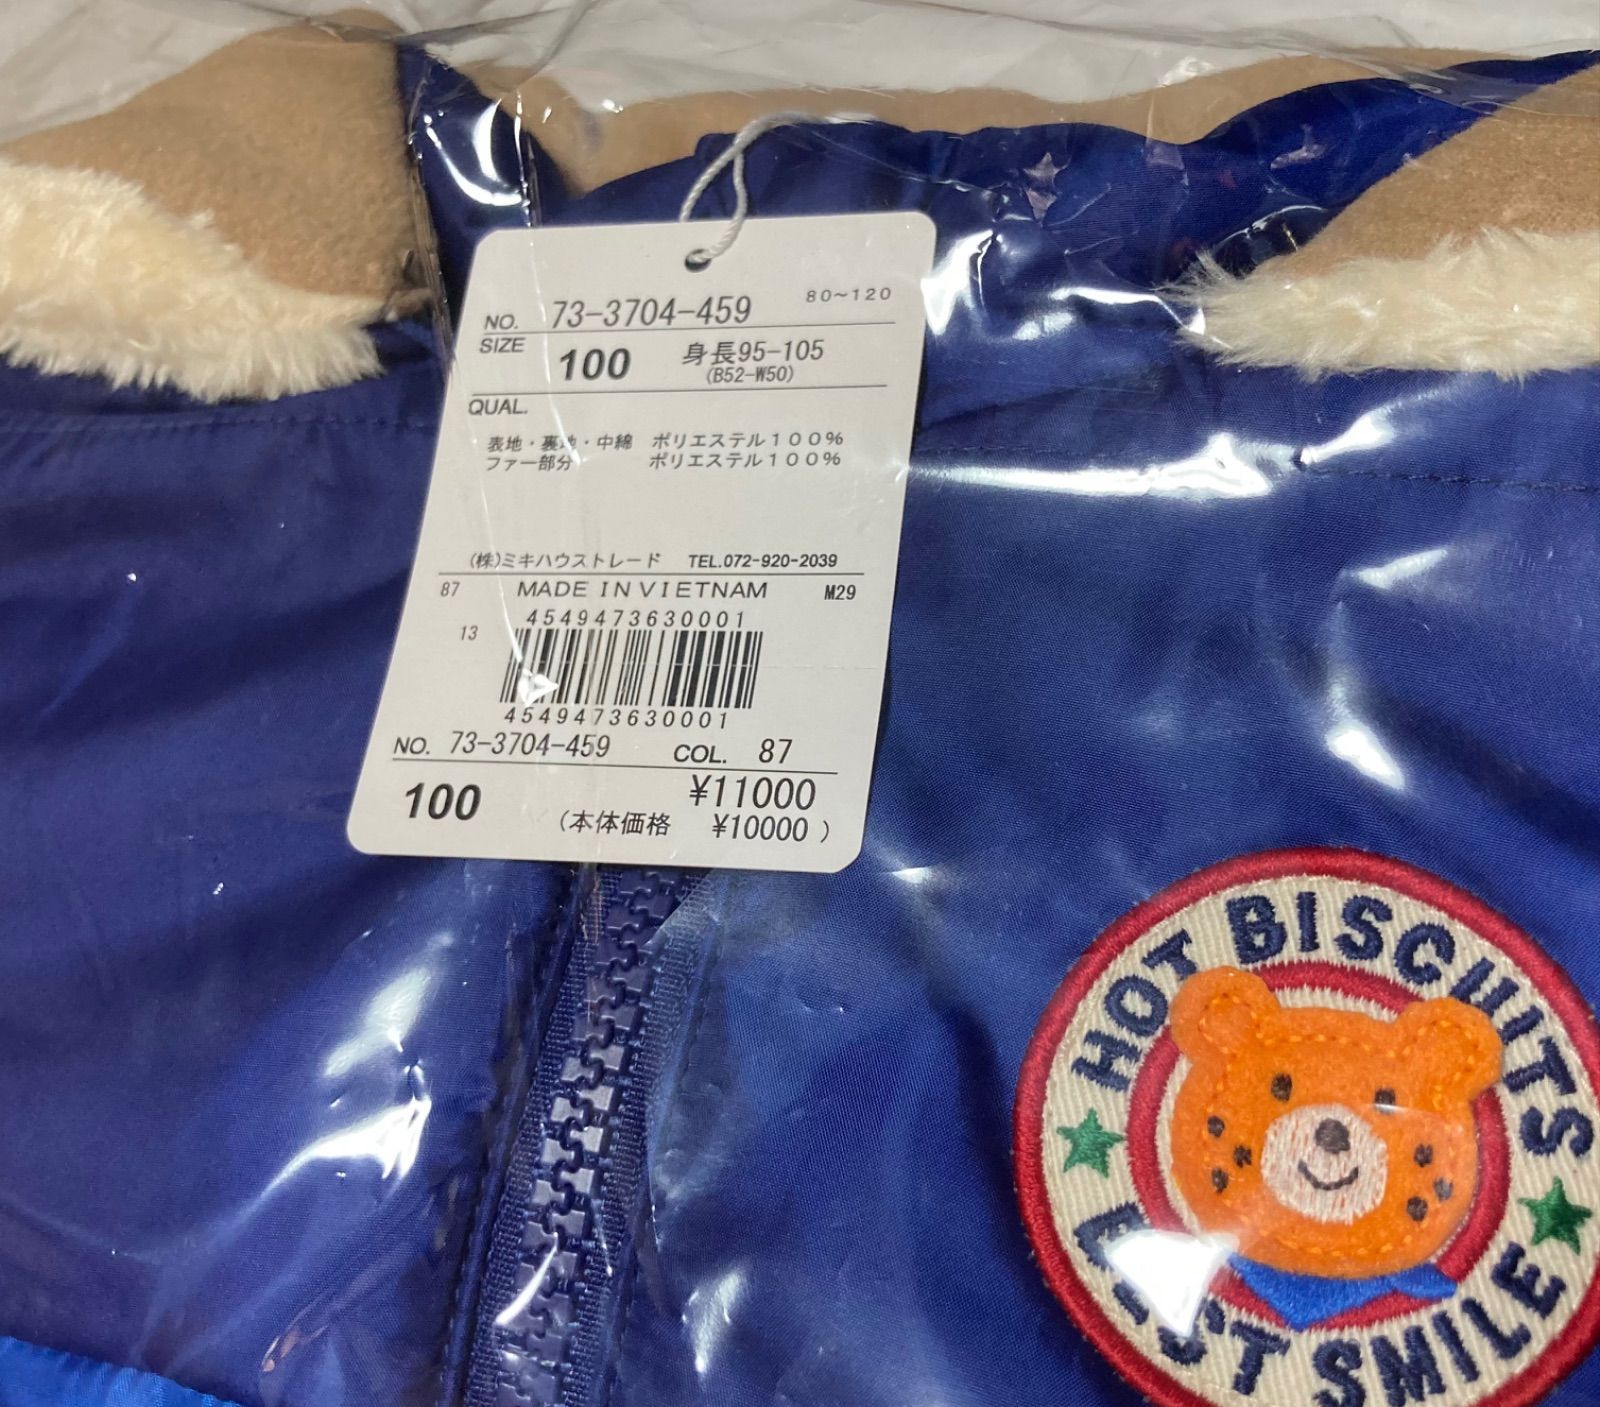 NO. 73-3704-459 80~120
SIZE 100 身長95-105
(B52-W50)
QUAL.
表地・裏地・中綿 ポリエステル１００%
ファー部分 ポリエステル１００%
(株)ミキハウストレード TEL.072-920-2039
87 MADE IN VIETNAM M29
4549473630001
13
4549473630001
NO. 73-3704-459 COL. 87
100 ¥11000
(本体価格 ¥10000 )
HOT BISCUITS
SMILE